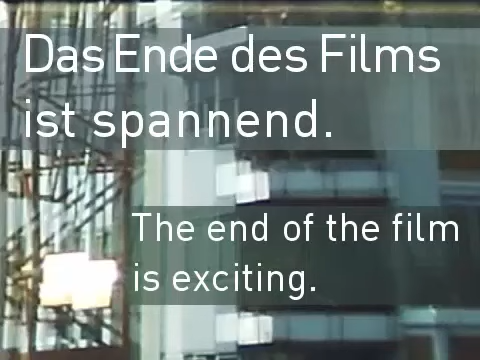 Das Ende des Films
ist spannend.
The end of the film
is exciting.